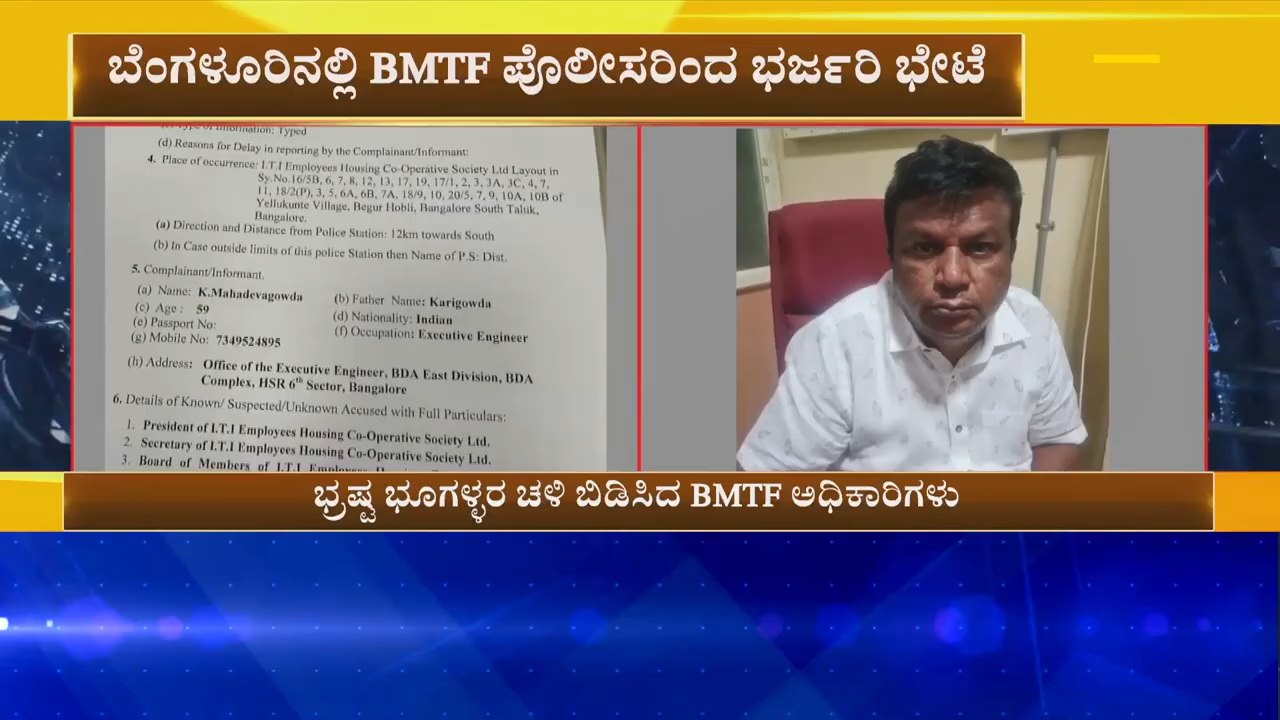 ಬೆಂಗಳೂರಿನಲ್ಲಿ BMTF ಪೊಲೀಸರಿಂದ ಭರ್ಜರಿ ಭೇಟೆ
Type of Information: Typed
(d) Reasons for Delay in reporting by the Complainant/Informant:
4. Place of occurrence: I.T.I Employees Housing Co-Operative Society Ltd Layout in
Sy.No.16/5B, 6, 7, 8, 12, 13, 17, 19, 17/1, 2, 3, 3A, 3C, 4, 7,
11, 18/2(P), 3, 5, 6A, 6B, 7A, 18/9, 10, 20/5, 7, 9, 10A, 10B of
Yellukunte Village, Begur Hobli, Bangalore South Taluk,
Bangalore.
(a) Direction and Distance from Police Station: 12km towards South
(b) In Case outside limits of this police Station then Name of P.S: Dist.
5. Complainant/Informant.
(a) Name: K.Mahadevagowda (b) Father Name: Karigowda
(c) Age : 59 (d) Nationality: Indian
(e) Passport No: (f) Occupation: Executive Engineer
(g) Mobile No: 7349524895
(h) Address: Office of the Executive Engineer, BDA East Division, BDA
Complex, HSR 6th Sector, Bangalore
6. Details of Known/ Suspected/Unknown Accused with Full Particulars:
1. President of I.T.I Employees Housing Co-Operative Society Ltd.
2. Secretary of I.T.I Employees Housing Co-Operative Society Ltd.
3. Board of Members of I.T.I Employees
ಭ್ರಷ್ಟ ಭೂಗಳ್ಳರ ಚಳಿ ಬಿಡಿಸಿದ BMTF ಅಧಿಕಾರಿಗಳು